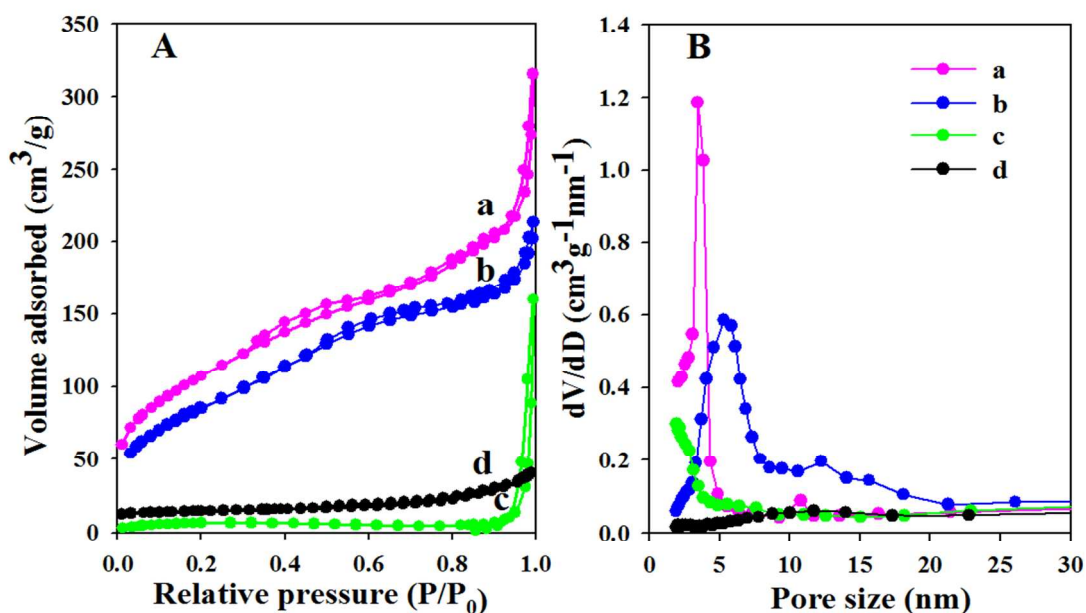 A
350
300
250
200
150
100
50
0
Volume adsorbed (cm³/g)
a
b
d
c
0.0 0.2 0.4 0.6 0.8 1.0
Relative pressure (P/P₀)
B
1.4
1.2
1.0
0.8
0.6
0.4
0.2
0.0
dV/dD (cm³g⁻¹nm⁻¹)
a
b
c
d
0 5 10 15 20 25 30
Pore size (nm)